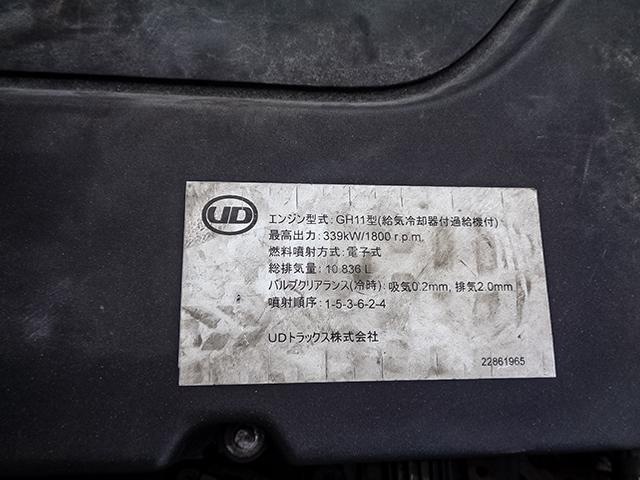 UD
エンジン型式: GH11型(給気冷却器付過給機付)
最高出力: 339kW/1800 r.p.m.
燃料噴射方式: 電子式
総排気量: 10.836 L
バルブクリアランス(冷時): 吸気0.2mm, 排気2.0mm
噴射順序: 1-5-3-6-2-4
UDトラックス株式会社
22861965